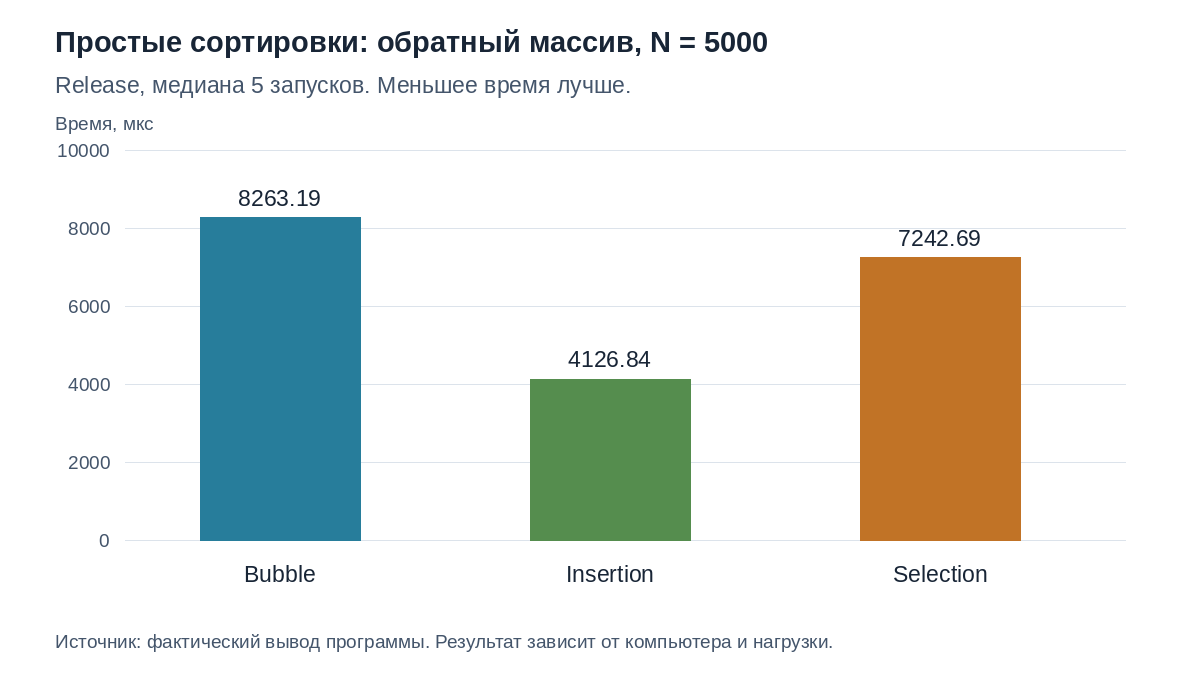 Простые сортировки: обратный массив, N = 5000
Release, медиана 5 запусков. Меньшее время лучше.
Время, мкс
10000
8263.19
8000
7242.69
6000
4126.84
4000
2000
0
Bubble
Insertion
Selection
Источник: фактический вывод программы. Результат зависит от компьютера и нагрузки.